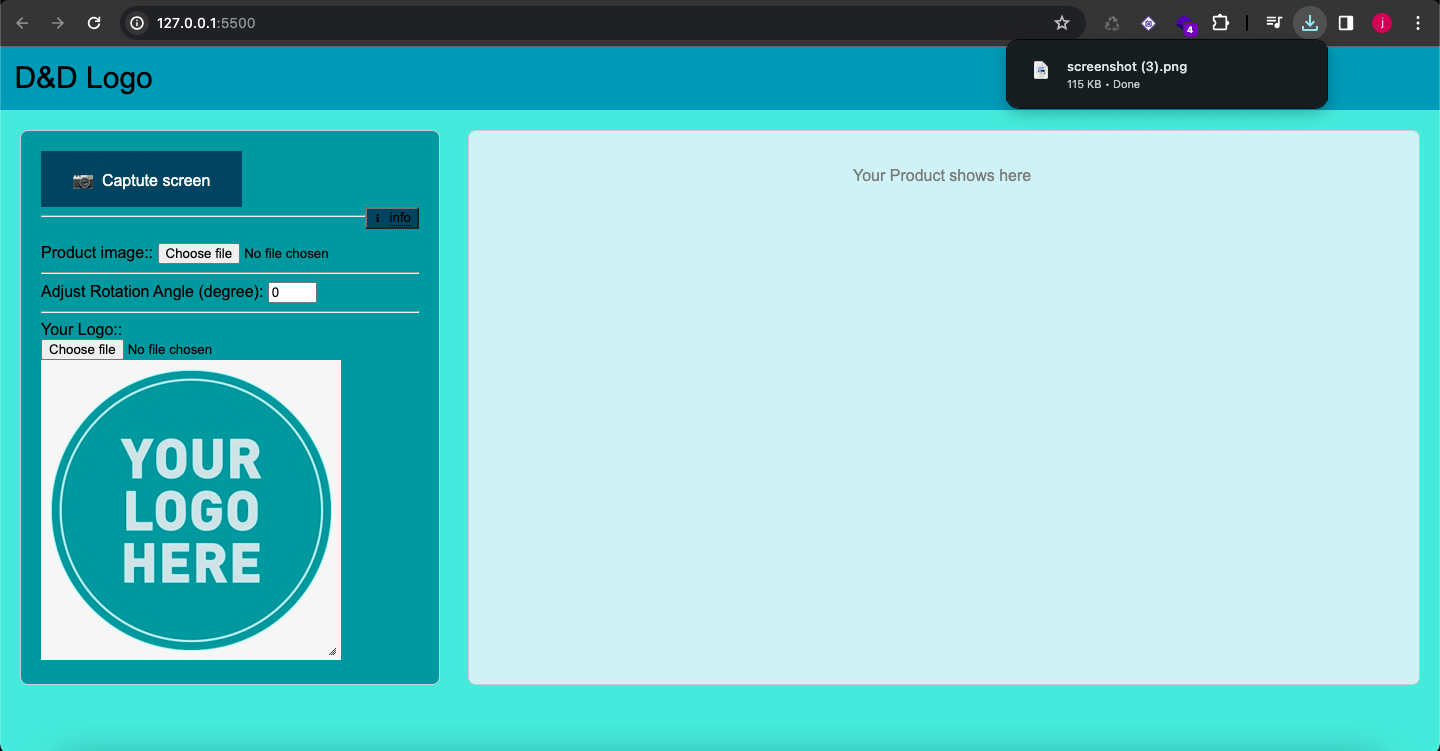 127.0.0.1:5500
4
j
screenshot (3).png
115 KB • Done
D&D Logo
Captute screen
Your Product shows here
i info
Product image:: Choose file No file chosen
Adjust Rotation Angle (degree): 0
Your Logo::
Choose file No file chosen
YOUR
LOGO
HERE